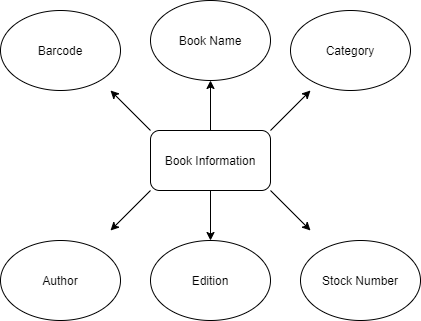 Barcode
Book Name
Category
Book Information
Author
Edition
Stock Number